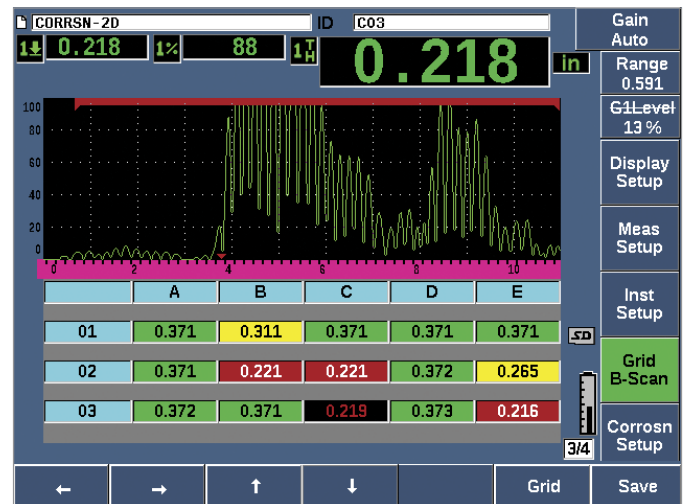 CORRSN-2D ID C03
0.218 1% 88 1TH 0.218 in
Gain
Auto
Range
0.591
G1Level
13 %
Display
Setup
Meas
Setup
Inst
Setup
Grid
B-Scan
Corrosn
Setup
100
80
60
40
20
0
0 2 4 6 8 10
A B C D E
01 0.371 0.311 0.371 0.371 0.371
SD
02 0.371 0.221 0.221 0.372 0.265
03 0.372 0.371 0.219 0.373 0.216
3/4
← → ↑ ↓ Grid Save